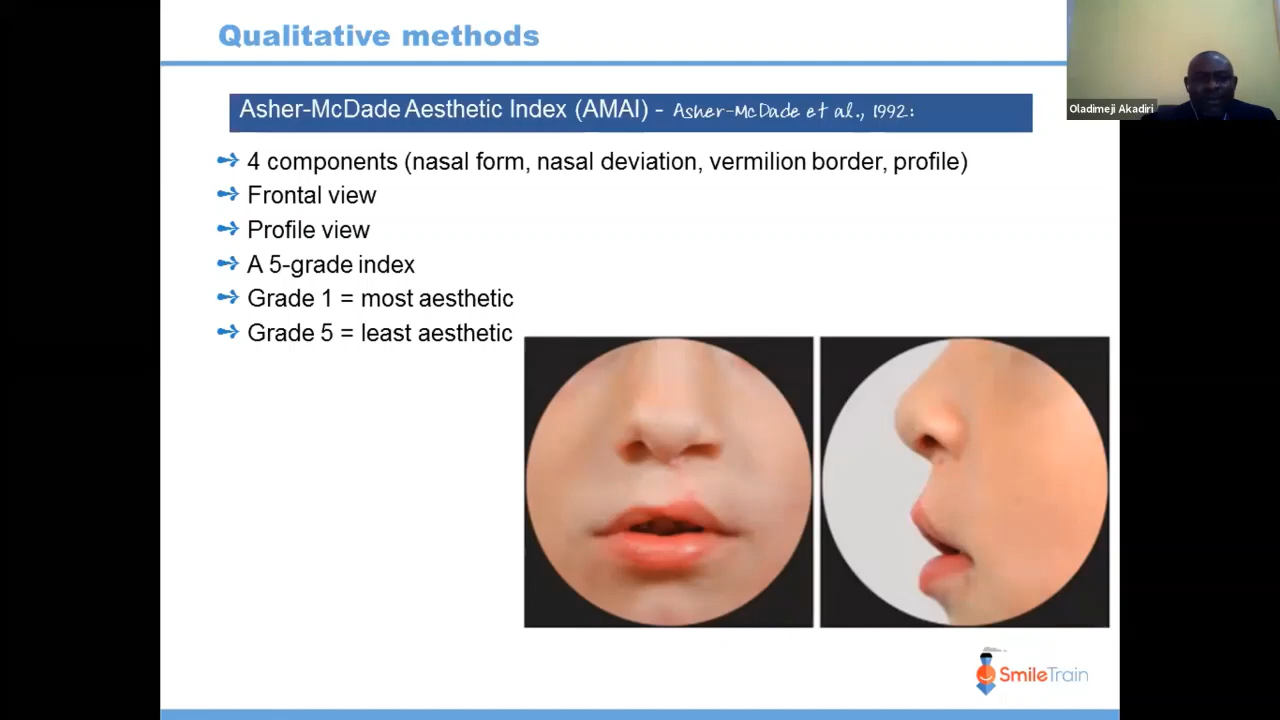 Qualitative methods
Oladimeji Akadiri
Asher-McDade Aesthetic Index (AMAI) - Asher-McDade et al., 1992:
4 components (nasal form, nasal deviation, vermilion border, profile)
Frontal view
Profile view
A 5-grade index
Grade 1 = most aesthetic
Grade 5 = least aesthetic
SmileTrain